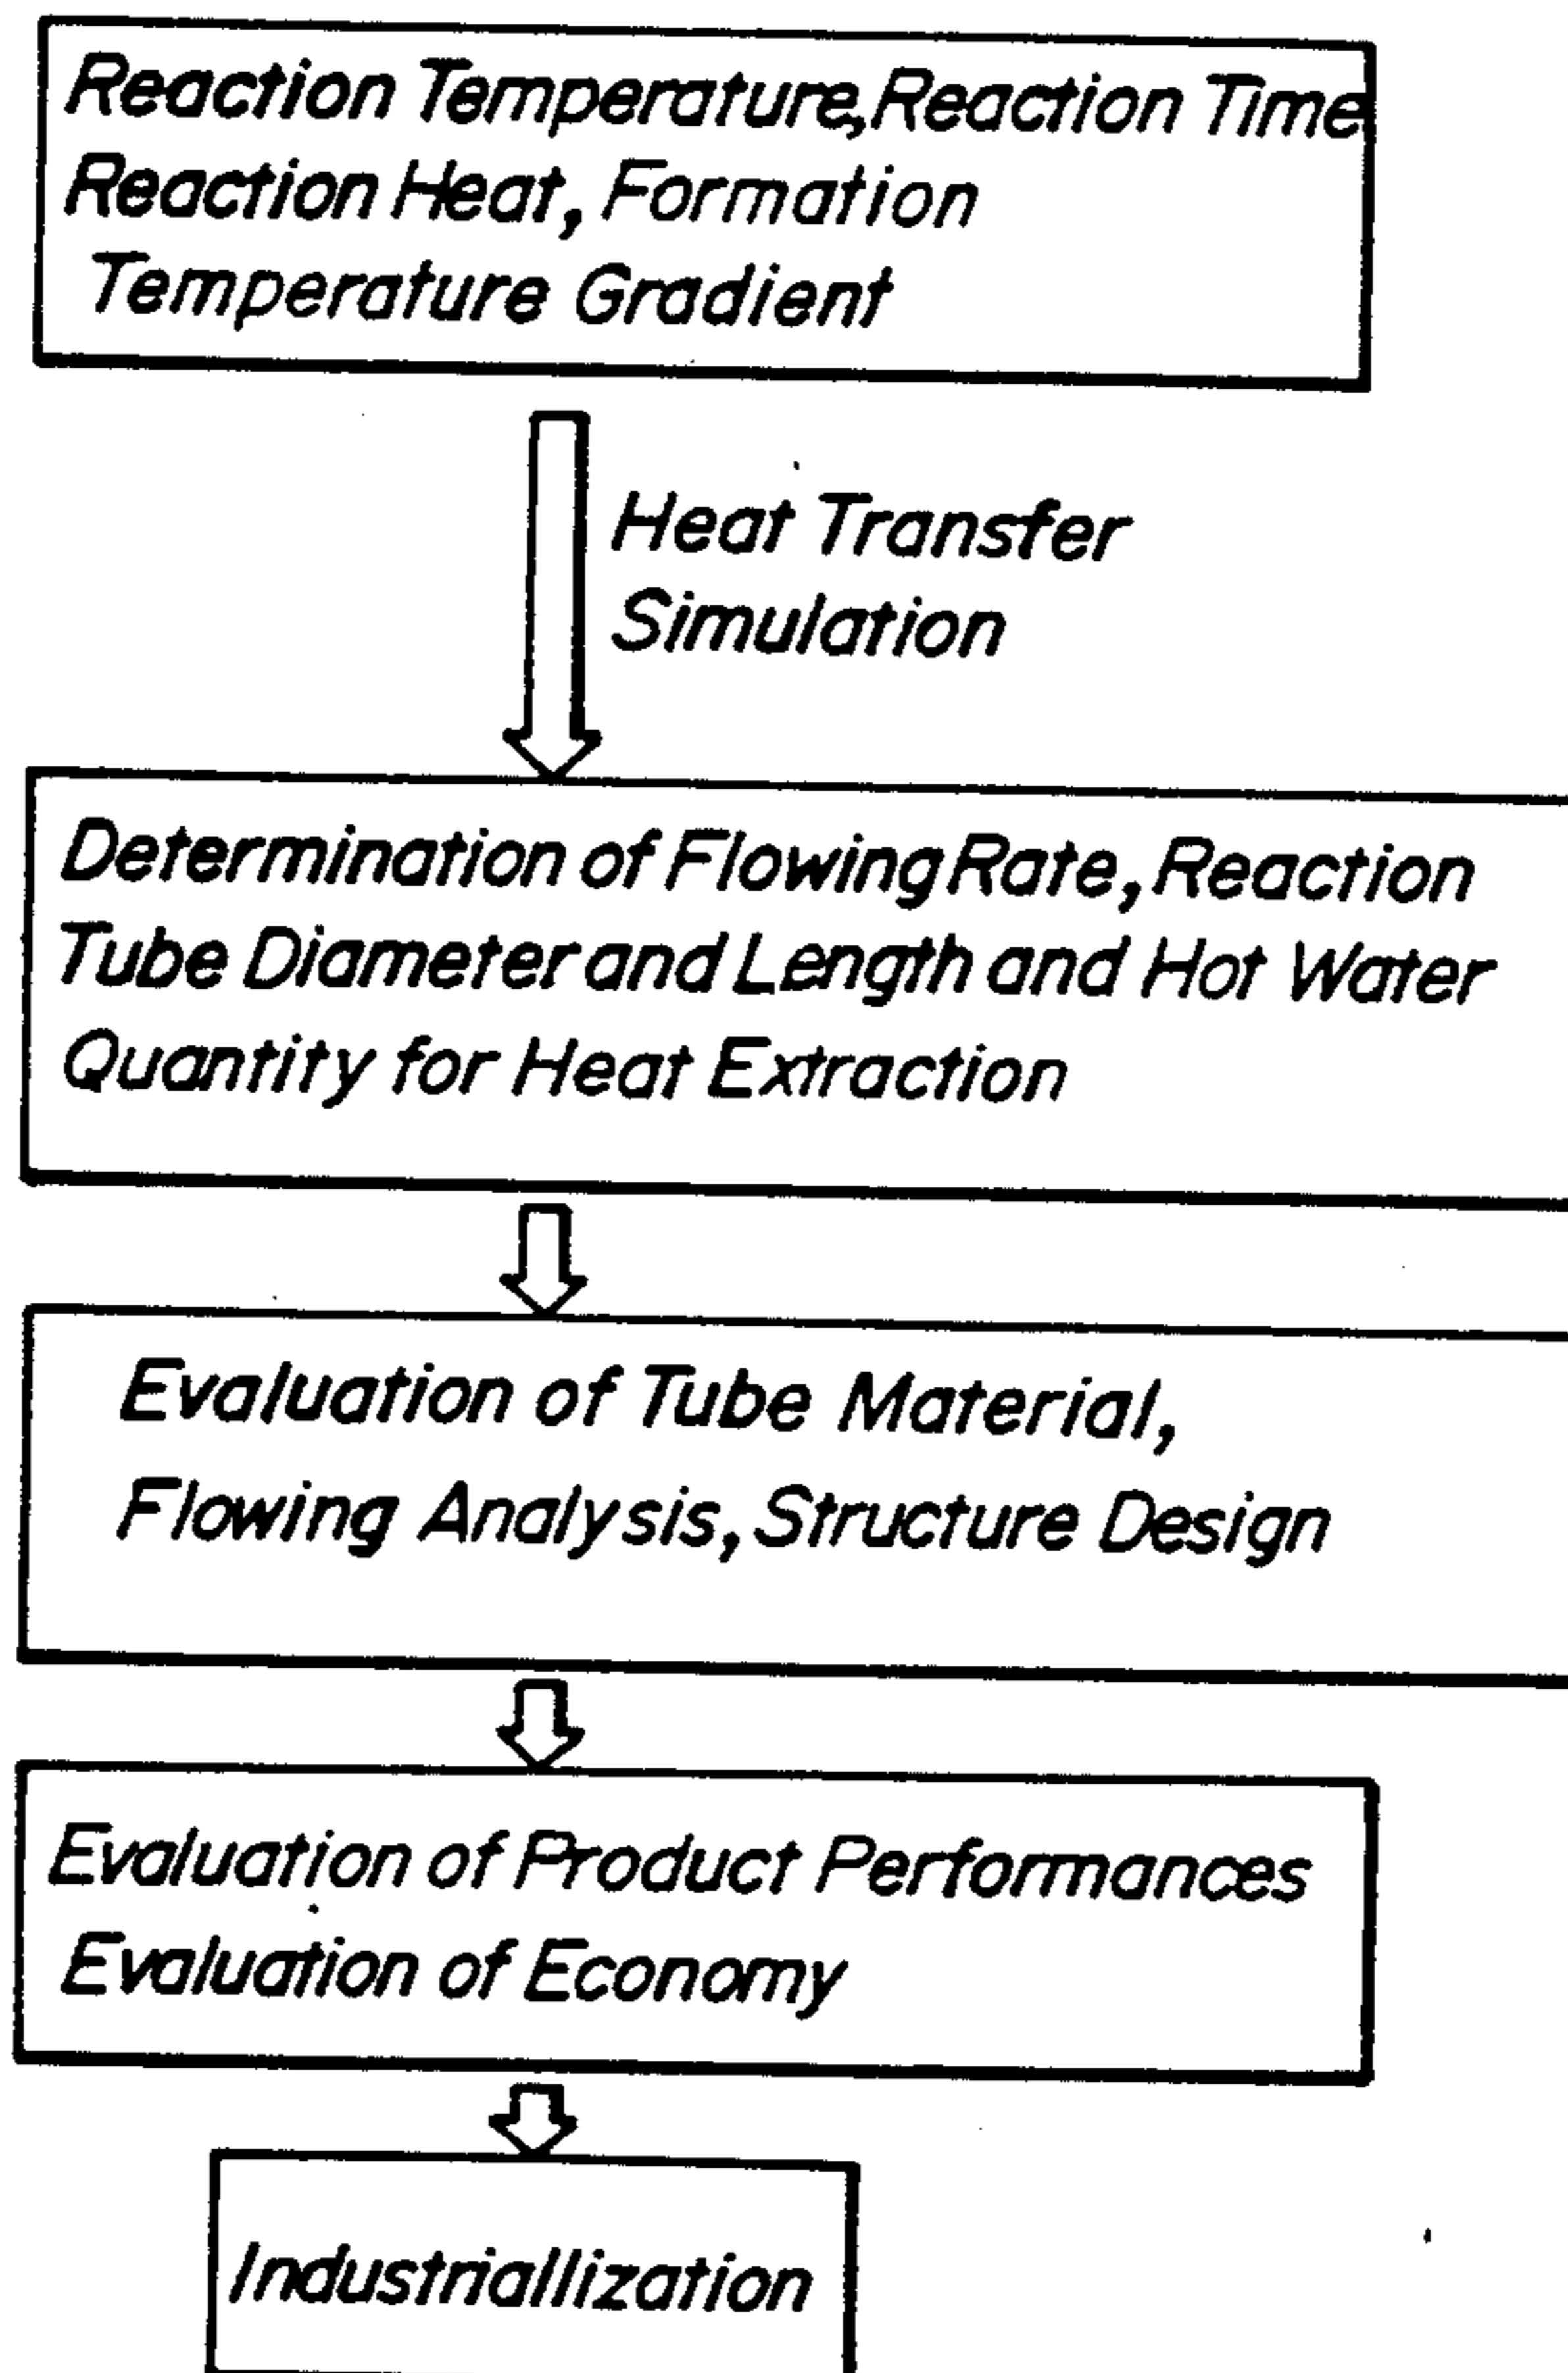 Reaction Temperature, Reaction Time
Reaction Heat, Formation
Temperature Gradient
Heat Transfer
Simulation
Determination of Flowing Rate, Reaction
Tube Diameter and Length and Hot Water
Quantity for Heat Extraction
Evaluation of Tube Material,
Flowing Analysis, Structure Design
Evaluation of Product Performances
Evaluation of Economy
Industriallization